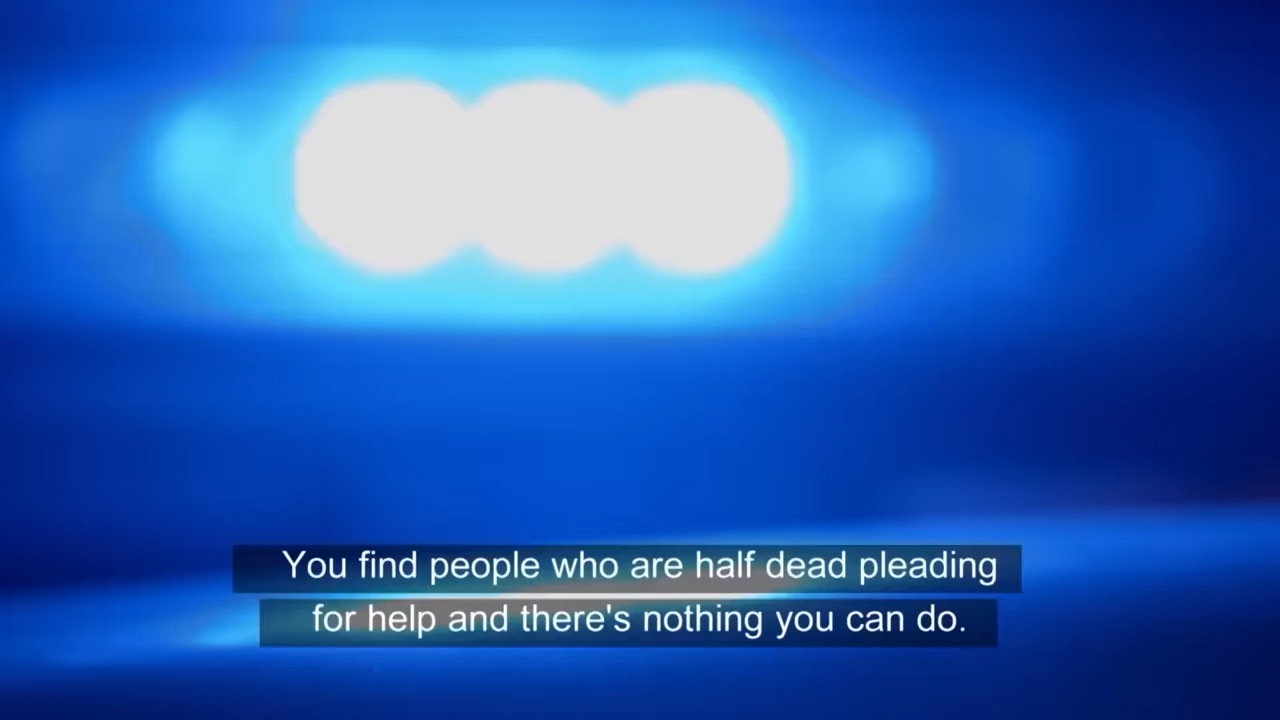 You find people who are half dead pleading
for help and there's nothing you can do.